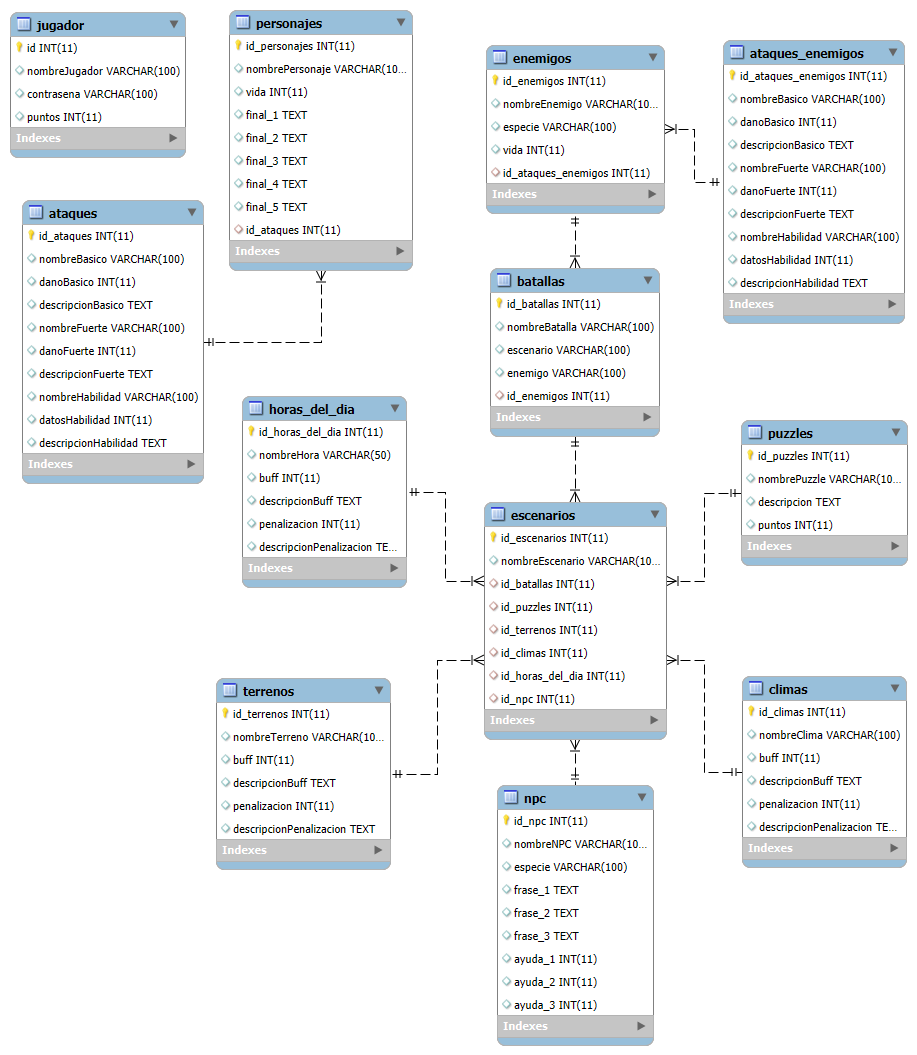 jugador
id INT(11)
nombreJugador VARCHAR(100)
contrasena VARCHAR(100)
puntos INT(11)
Indexes
personajes
id_personajes INT(11)
nombrePersonaje VARCHAR(10...
vida INT(11)
final_1 TEXT
final_2 TEXT
final_3 TEXT
final_4 TEXT
final_5 TEXT
id_ataques INT(11)
Indexes
enemigos
id_enemigos INT(11)
nombreEnemigo VARCHAR(10...
especie VARCHAR(100)
vida INT(11)
id_ataques_enemigos INT(11)
Indexes
ataques_enemigos
id_ataques_enemigos INT(11)
nombreBasico VARCHAR(100)
danoBasico INT(11)
descripcionBasico TEXT
nombreFuerte VARCHAR(100)
danoFuerte INT(11)
descripcionFuerte TEXT
nombreHabilidad VARCHAR(100)
datosHabilidad INT(11)
descripcionHabilidad TEXT
Indexes
ataques
id_ataques INT(11)
nombreBasico VARCHAR(100)
danoBasico INT(11)
descripcionBasico TEXT
nombreFuerte VARCHAR(100)
danoFuerte INT(11)
descripcionFuerte TEXT
nombreHabilidad VARCHAR(100)
datosHabilidad INT(11)
descripcionHabilidad TEXT
Indexes
batallas
id_batallas INT(11)
nombreBatalla VARCHAR(100)
escenario VARCHAR(100)
enemigo VARCHAR(100)
id_enemigos INT(11)
Indexes
horas_del_dia
id_horas_del_dia INT(11)
nombreHora VARCHAR(50)
buff INT(11)
descripcionBuff TEXT
penalizacion INT(11)
descripcionPenalizacion TE...
Indexes
puzzles
id_puzzles INT(11)
nombrePuzzle VARCHAR(10...
descripcion TEXT
puntos INT(11)
Indexes
escenarios
id_escenarios INT(11)
nombreEscenario VARCHAR(10...
id_batallas INT(11)
id_puzzles INT(11)
id_terrenos INT(11)
id_climas INT(11)
id_horas_del_dia INT(11)
id_npc INT(11)
Indexes
terrenos
id_terrenos INT(11)
nombreTerreno VARCHAR(10...
buff INT(11)
descripcionBuff TEXT
penalizacion INT(11)
descripcionPenalizacion TEXT
Indexes
climas
id_climas INT(11)
nombreClima VARCHAR(100)
buff INT(11)
descripcionBuff TEXT
penalizacion INT(11)
descripcionPenalizacion TE...
Indexes
npc
id_npc INT(11)
nombreNPC VARCHAR(10...
especie VARCHAR(100)
frase_1 TEXT
frase_2 TEXT
frase_3 TEXT
ayuda_1 INT(11)
ayuda_2 INT(11)
ayuda_3 INT(11)
Indexes